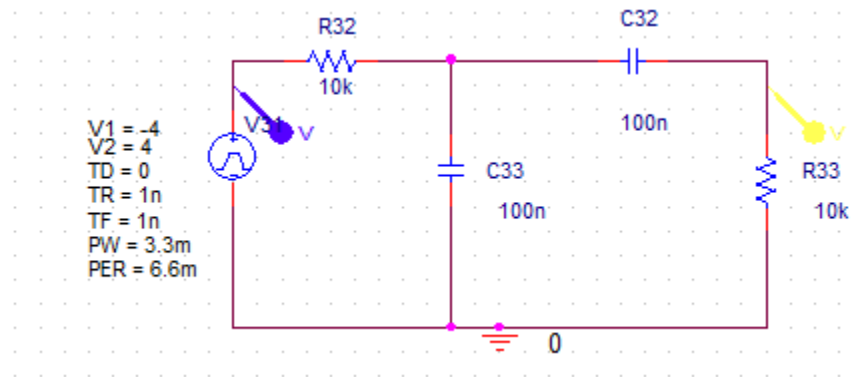 C32
R32
10k
100n
V1 = -4
V2 = 4
TD = 0
TR = 1n
TF = 1n
PW = 3.3m
PER = 6.6m
V
V
C33
100n
R33
10k
0